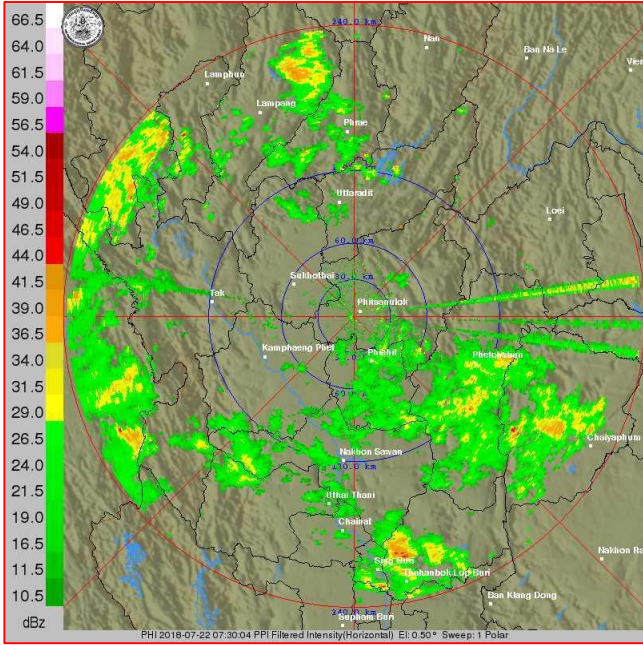 66.5
64.0
61.5
59.0
56.5
54.0
51.5
49.0
46.5
44.0
41.5
39.0
36.5
34.0
31.5
29.0
26.5
24.0
21.5
19.0
16.5
11.5
10.5
dBz
240.0 km
Nan
Ban Na Le
Lamphun
Lampang
Phrae
Uttaradit
Loei
60.0 km
30.0 km
Sukhothai
Tak
Phitsanulok
Kamphaeng Phet
Phichit
Phetchabun
Chaiyaphum
Nakhon Sawan
Uthai Thani
Chainat
Sing Buri
Thahanbok Lop Buri
Nakhon Ra
Ban Klang Dong
240.0 km
Suphan Buri
PHI 2018-07-22 07:30:04 PPI Filtered Intensity(Horizontal) El: 0.50° Sweep: 1 Polar